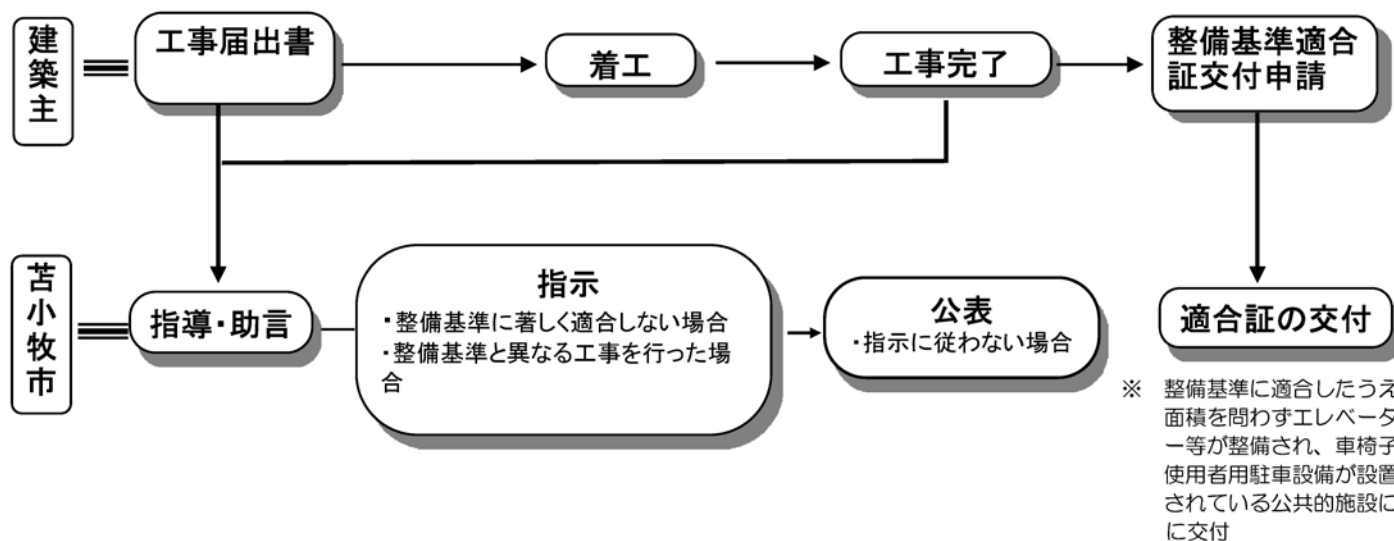 建築主
工事届出書
着工
工事完了
整備基準適合
証交付申請
苫小牧市
指導・助言
指示
・整備基準に著しく適合しない場合
・整備基準と異なる工事を行った場
合
公表
・指示に従わない場合
適合証の交付
※ 整備基準に適合したうえ
面積を問わずエレベータ
ー等が整備され、車椅子
使用者用駐車設備が設置
されている公共的施設に
に交付